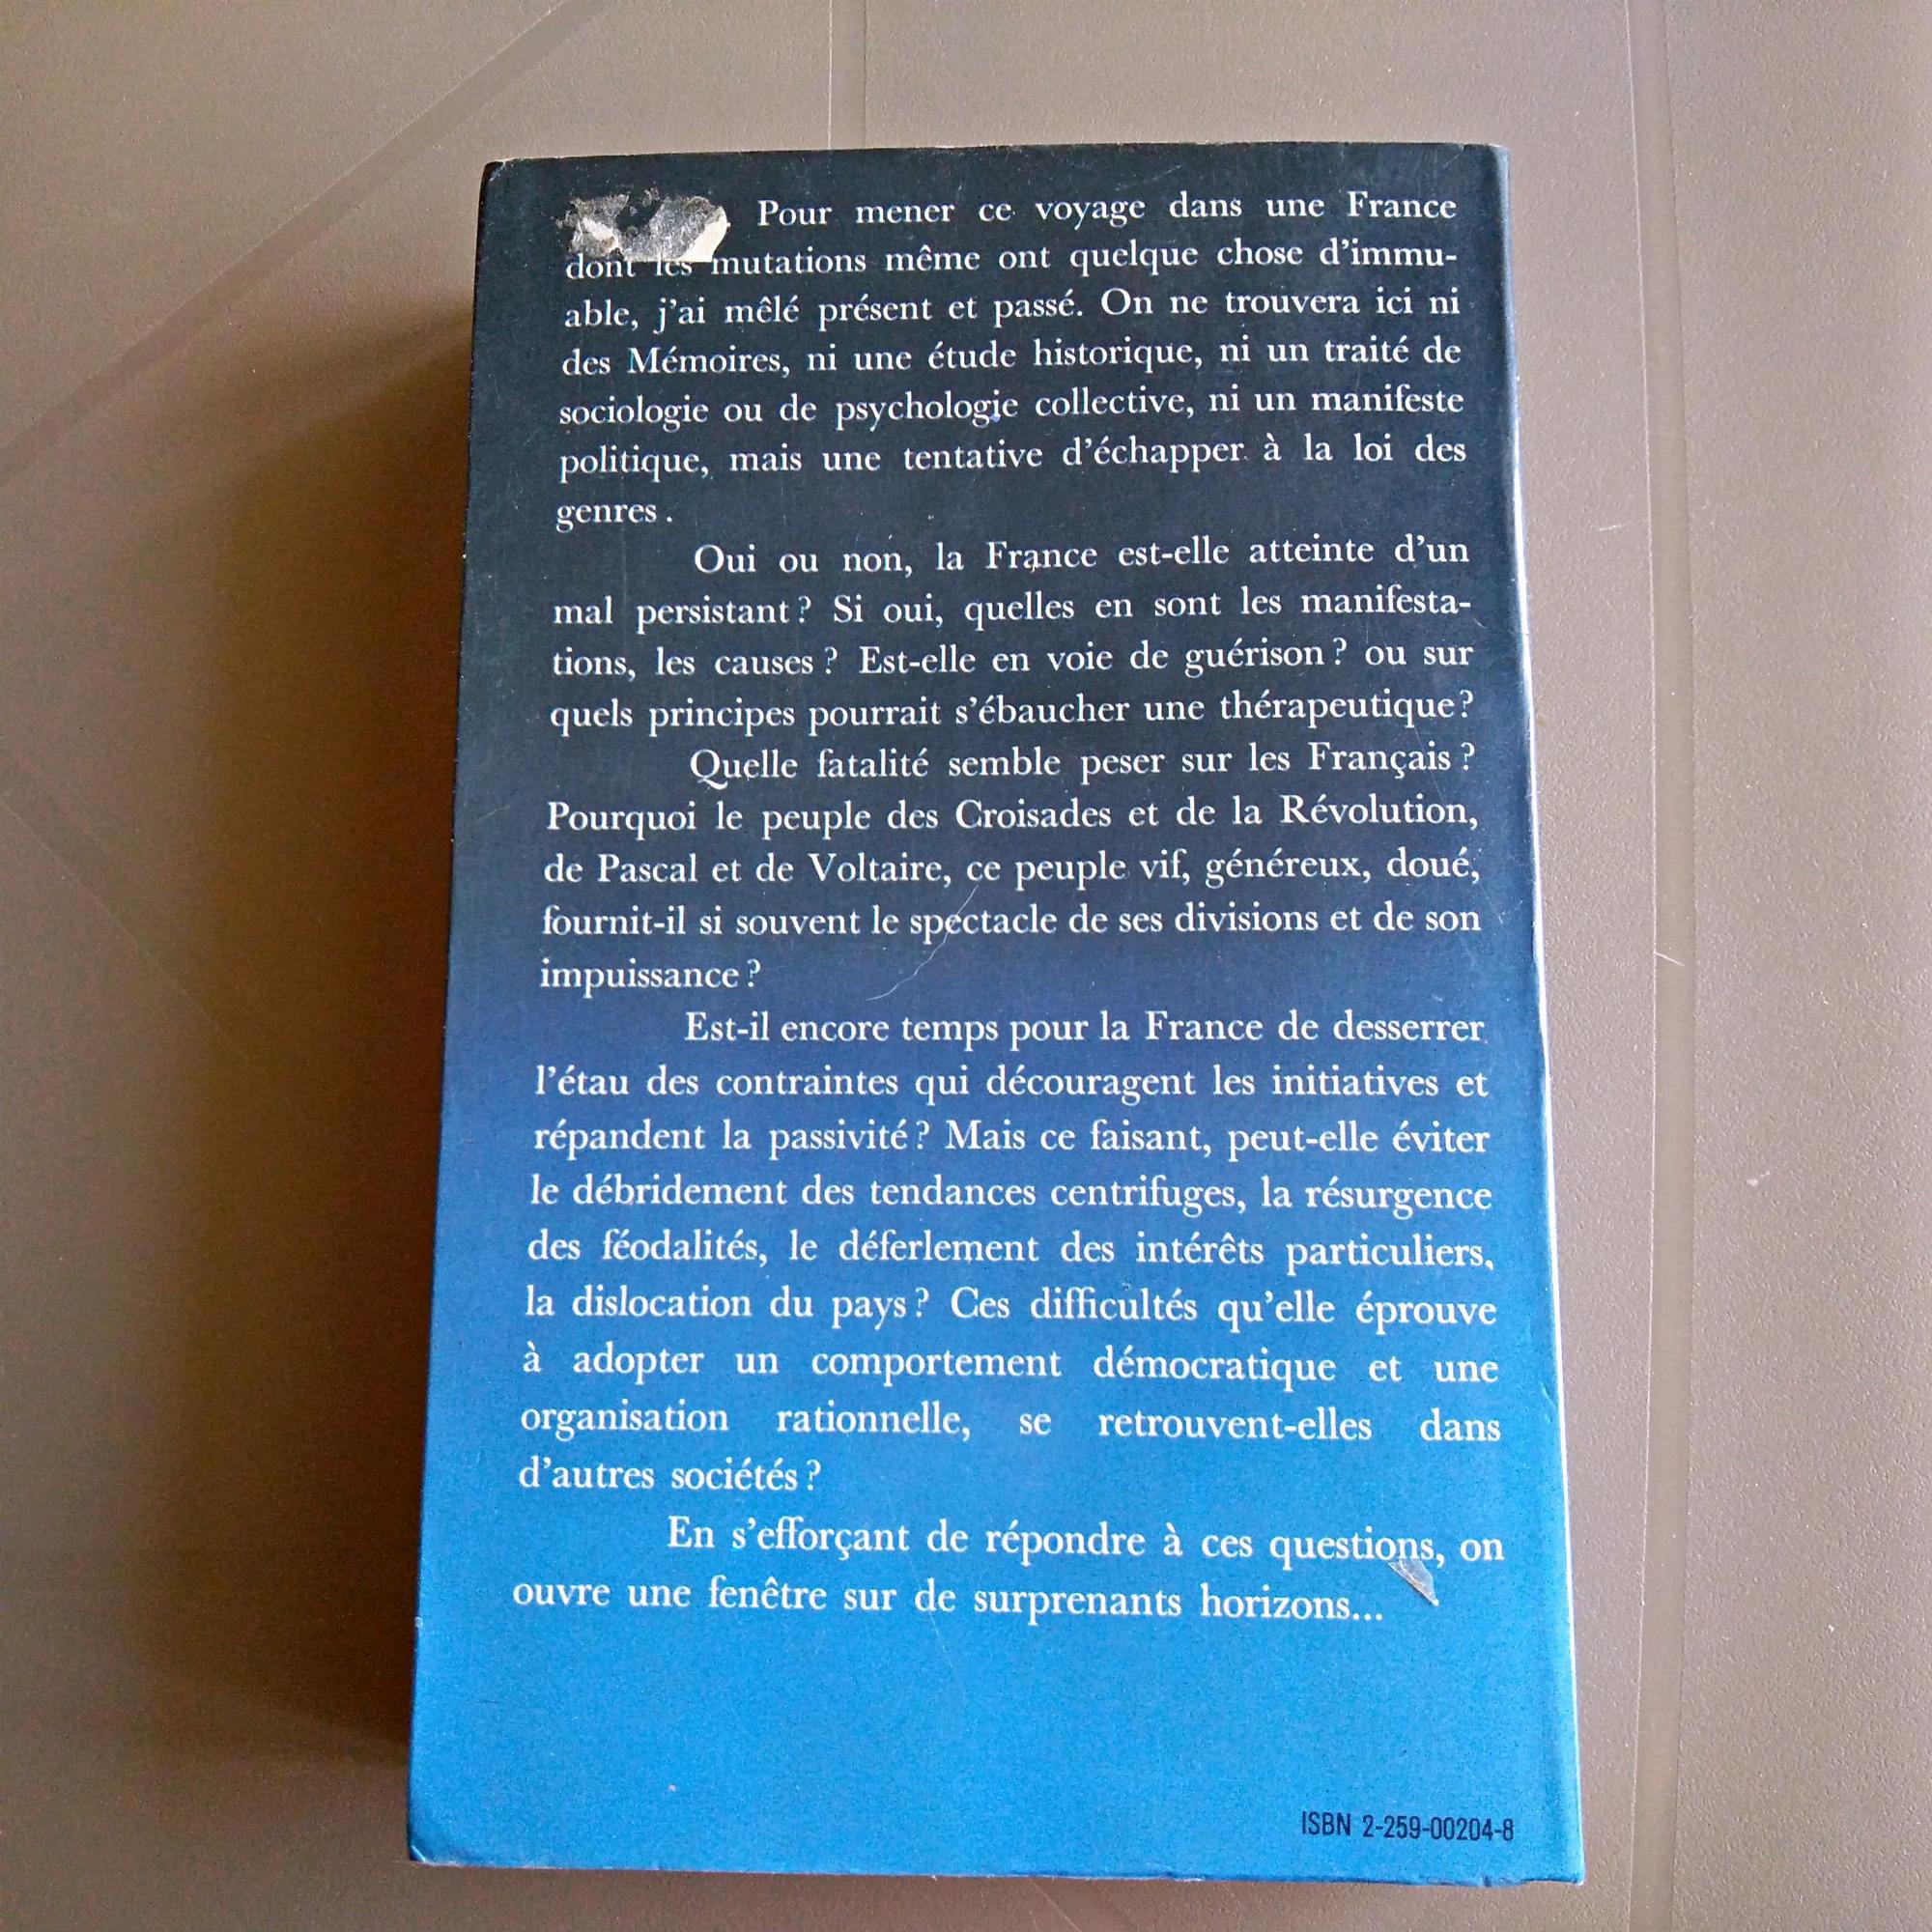 Pour mener ce voyage dans une France
dont les mutations même ont quelque chose d'immu-
able, j'ai mêlé présent et passé. On ne trouvera ici ni
des Mémoires, ni une étude historique, ni un traité de
sociologie ou de psychologie collective, ni un manifeste
politique, mais une tentative d'échapper à la loi des
genres.
Oui ou non, la France est-elle atteinte d'un
mal persistant ? Si oui, quelles en sont les manifesta-
tions, les causes ? Est-elle en voie de guérison ? ou sur
quels principes pourrait s'ébaucher une thérapeutique ?
Quelle fatalité semble peser sur les Français ?
Pourquoi le peuple des Croisades et de la Révolution,
de Pascal et de Voltaire, ce peuple vif, généreux, doué,
fournit-il si souvent le spectacle de ses divisions et de son
impuissance ?
Est-il encore temps pour la France de desserrer
l'étau des contraintes qui découragent les initiatives et
répandent la passivité ? Mais ce faisant, peut-elle éviter
le débridement des tendances centrifuges, la résurgence
des féodalités, le déferlement des intérêts particuliers,
la dislocation du pays ? Ces difficultés qu'elle éprouve
à adopter un comportement démocratique et une
organisation rationnelle, se retrouvent-elles dans
d'autres sociétés ?
En s'efforçant de répondre à ces questions, on
ouvre une fenêtre sur de surprenants horizons...
ISBN 2-259-00204-8